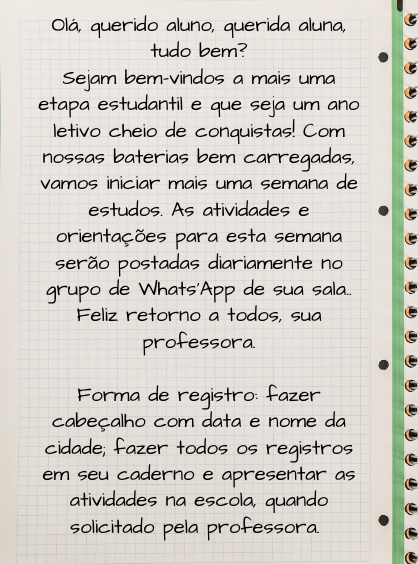 Olá, querido aluno, querida aluna,
tudo bem?
Sejam bem-vindos a mais uma
etapa estudantil e que seja um ano
letivo cheio de conquistas! Com
nossas baterias bem carregadas,
vamos iniciar mais uma semana de
estudos. As atividades e
orientações para esta semana
serão postadas diariamente no
grupo de Whats'App de sua sala..
Feliz retorno a todos, sua
professora.
Forma de registro: fazer
cabeçalho com data e nome da
cidade; fazer todos os registros
em seu caderno e apresentar as
atividades na escola, quando
solicitado pela professora.